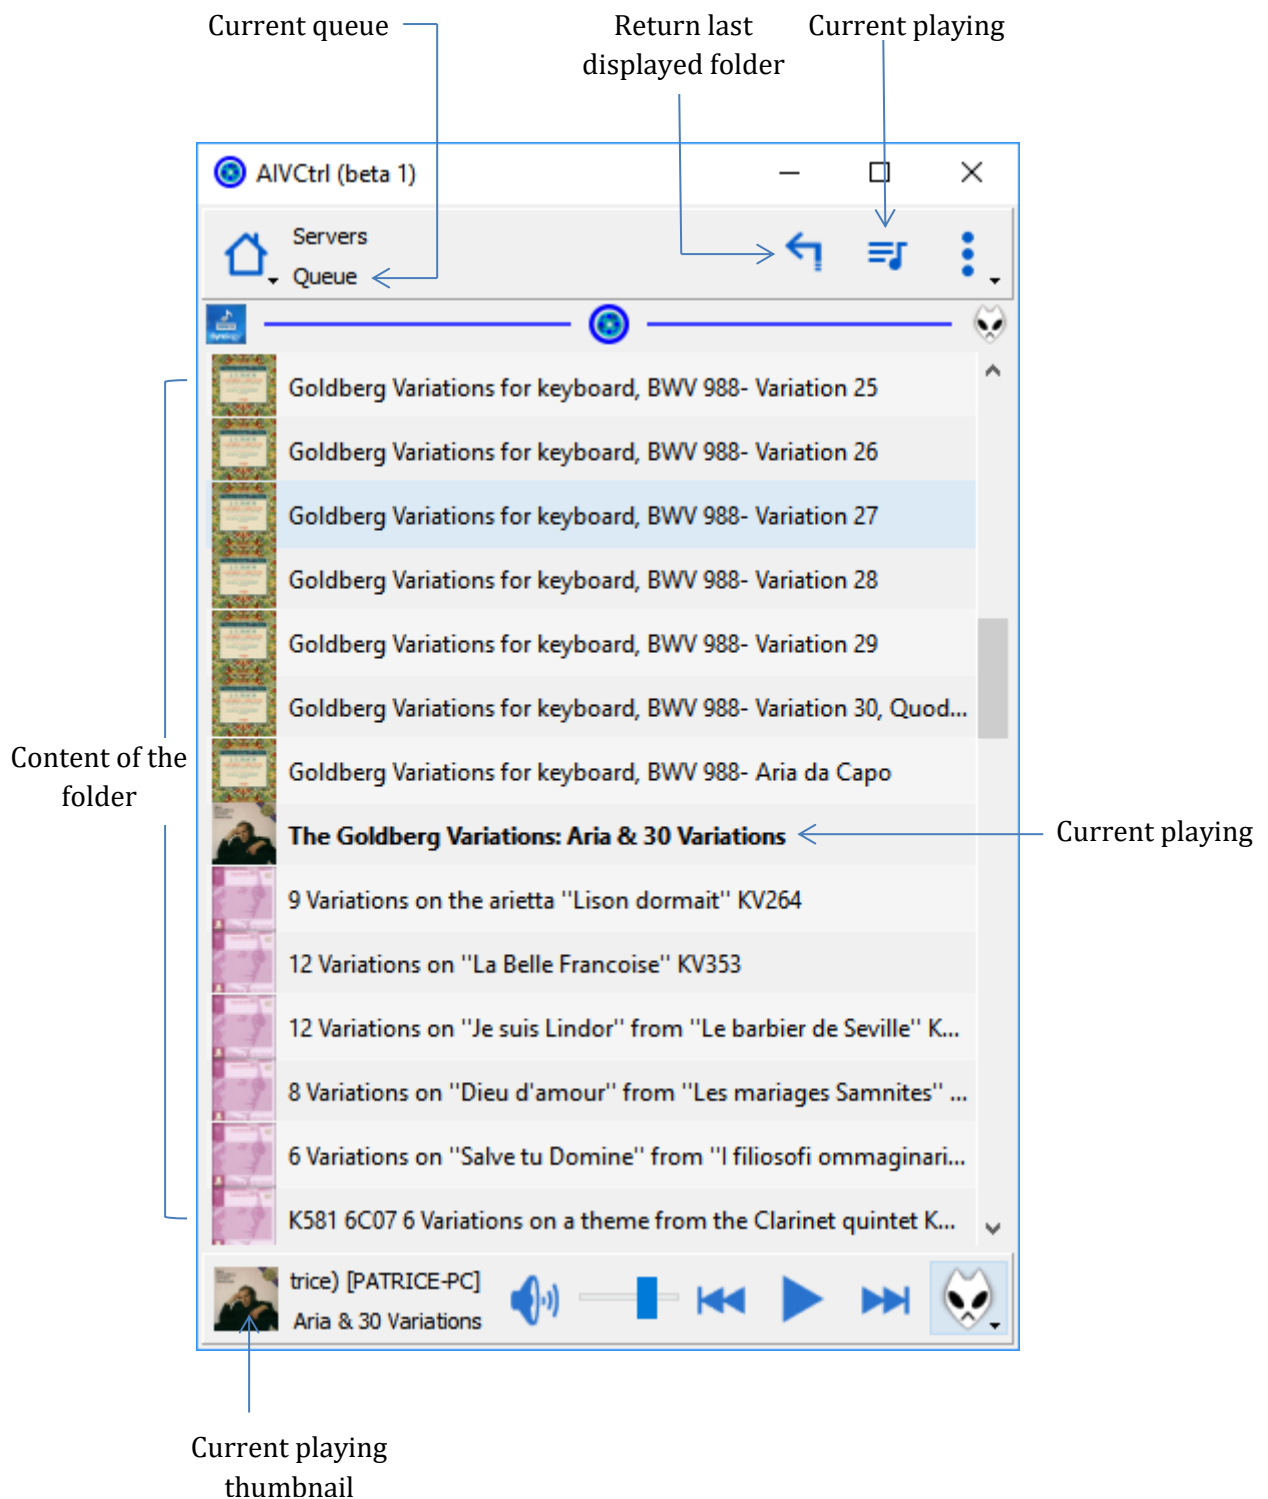 Current queue
Return last
displayed folder
Current playing
AIVCtrl (beta 1)
Servers
Queue
Goldberg Variations for keyboard, BWV 988- Variation 25
Goldberg Variations for keyboard, BWV 988- Variation 26
Goldberg Variations for keyboard, BWV 988- Variation 27
Goldberg Variations for keyboard, BWV 988- Variation 28
Goldberg Variations for keyboard, BWV 988- Variation 29
Goldberg Variations for keyboard, BWV 988- Variation 30, Quod...
Goldberg Variations for keyboard, BWV 988- Aria da Capo
Content of the
folder
The Goldberg Variations: Aria & 30 Variations
Current playing
9 Variations on the arietta "Lison dormait" KV264
12 Variations on "La Belle Francoise" KV353
12 Variations on "Je suis Lindor" from "Le barbier de Seville" K...
8 Variations on "Dieu d'amour" from "Les mariages Samnites" ...
6 Variations on "Salve tu Domine" from "I filiosofi ommaginari...
K581 6C07 6 Variations on a theme from the Clarinet quintet K...
trice) [PATRICE-PC]
Aria & 30 Variations
Current playing
thumbnail